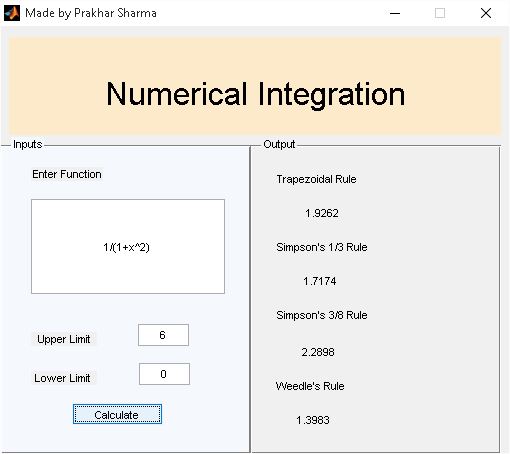 Made by Prakhar Sharma
Numerical Integration
Inputs
Enter Function
1/(1+x^2)
Upper Limit
6
Lower Limit
0
Calculate
Output
Trapezoidal Rule
1.9262
Simpson's 1/3 Rule
1.7174
Simpson's 3/8 Rule
2.2898
Weedle's Rule
1.3983